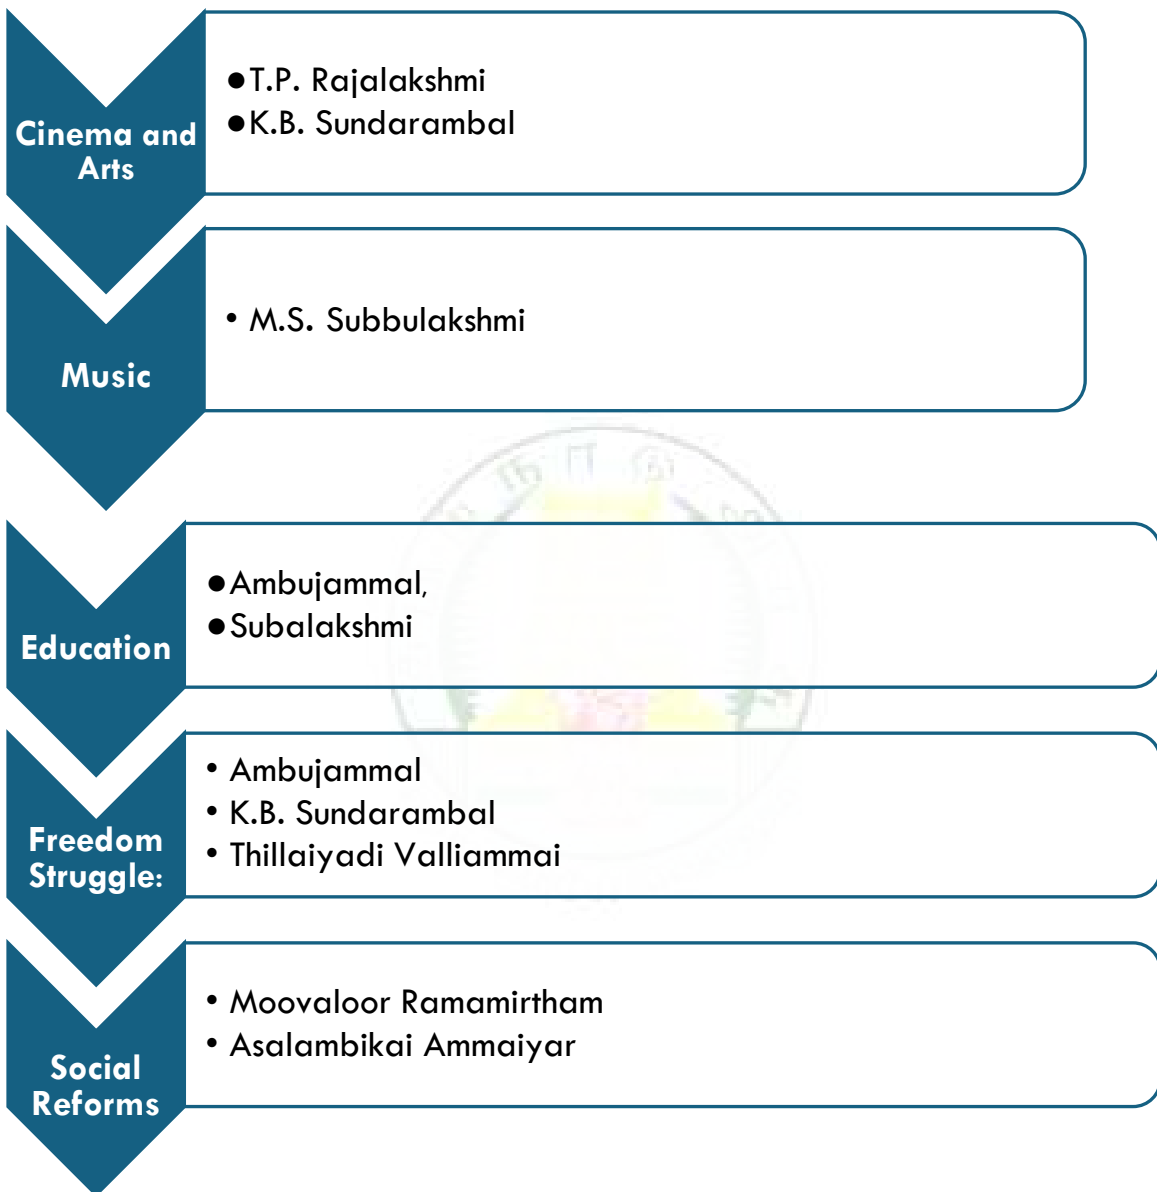 Cinema and
Arts
●T.P. Rajalakshmi
●K.B. Sundarambal
Music
• M.S. Subbulakshmi
Education
●Ambujammal,
●Subalakshmi
Freedom
Struggle:
• Ambujammal
• K.B. Sundarambal
• Thillaiyadi Valliammai
Social
Reforms
• Moovaloor Ramamirtham
• Asalambikai Ammaiyar